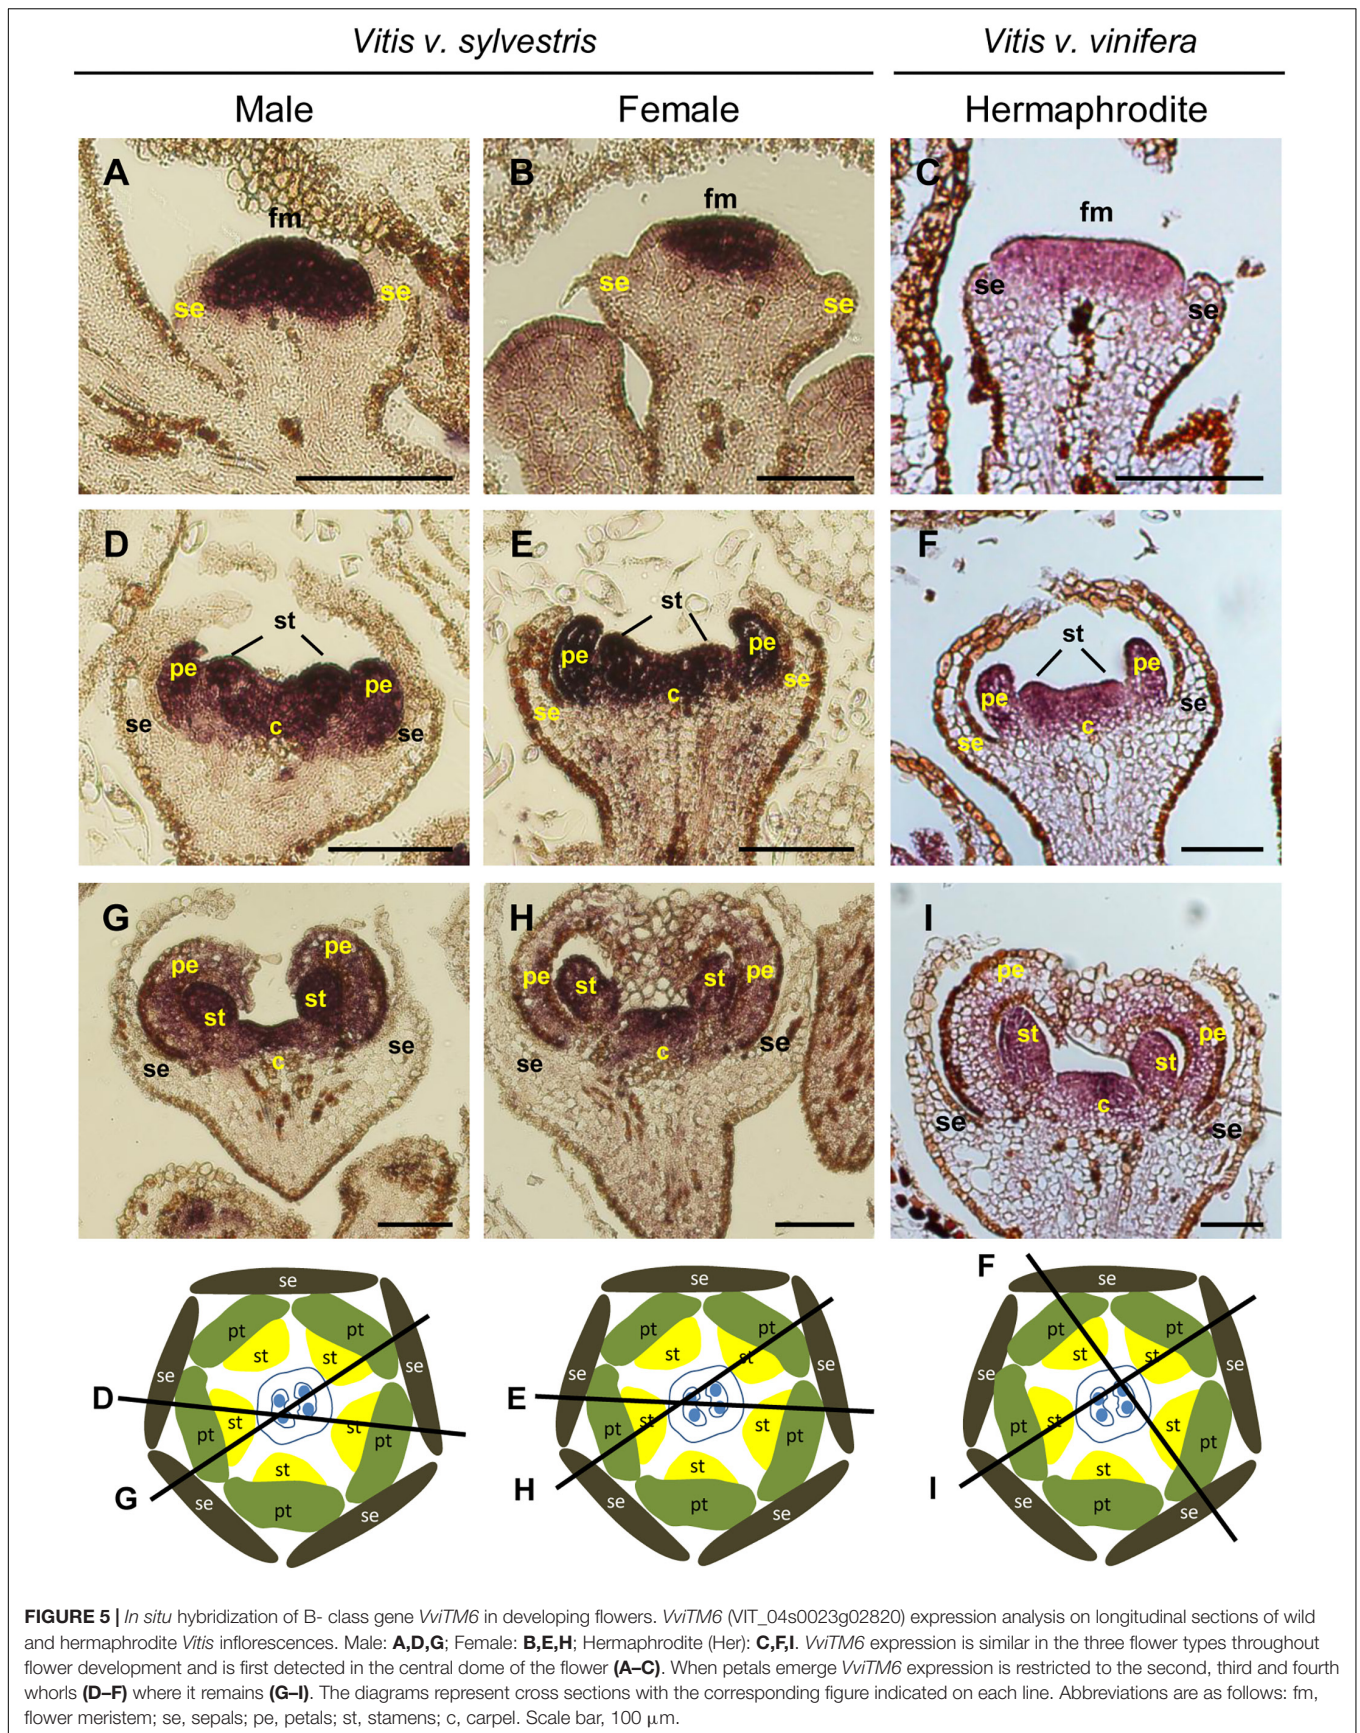 Vitis v. sylvestris
Vitis v. vinifera
Male
Female
Hermaphrodite
A
fm
se
se
B
fm
se
se
C
fm
se
se
D
st
pe
pe
se
c
se
E
st
pe
pe
se
c
se
F
st
pe
pe
se
c
se
G
pe
pe
st
st
se
c
se
H
pe
st
st
pe
se
c
se
I
pe
st
pe
st
c
se
se
se
pt
pt
st
st
se
se
D
st
st
pt
pt
st
G
se
pt
se
se
pt
pt
st
st
se
se
E
st
st
pt
pt
st
H
se
pt
se
F
se
pt
pt
st
st
se
se
st
st
pt
pt
st
I
se
pt
se
FIGURE 5 | In situ hybridization of B- class gene VviTM6 in developing flowers. VviTM6 (VIT_04s0023g02820) expression analysis on longitudinal sections of wild
and hermaphrodite Vitis inflorescences. Male: A,D,G; Female: B,E,H; Hermaphrodite (Her): C,F,I. VviTM6 expression is similar in the three flower types throughout
flower development and is first detected in the central dome of the flower (A–C). When petals emerge VviTM6 expression is restricted to the second, third and fourth
whorls (D–F) where it remains (G–I). The diagrams represent cross sections with the corresponding figure indicated on each line. Abbreviations are as follows: fm,
flower meristem; se, sepals; pe, petals; st, stamens; c, carpel. Scale bar, 100 μm.